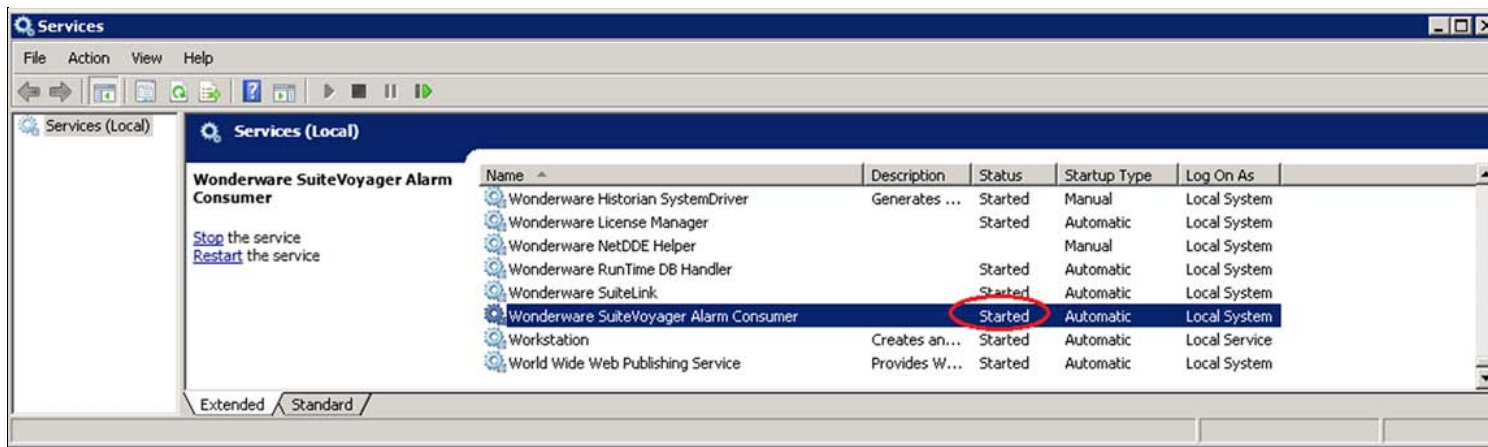 Services
File Action View Help
Services (Local)
Services (Local)
Wonderware SuiteVoyager Alarm Consumer
Stop the service
Restart the service
Name Description Status Startup Type Log On As
Wonderware Historian SystemDriver Generates ... Started Manual Local System
Wonderware License Manager Started Automatic Local System
Wonderware NetDDE Helper Manual Local System
Wonderware RunTime DB Handler Started Automatic Local System
Wonderware SuiteLink Started Automatic Local System
Wonderware SuiteVoyager Alarm Consumer Started Automatic Local System
Workstation Creates an... Started Automatic Local Service
World Wide Web Publishing Service Provides W... Started Automatic Local System
Extended Standard